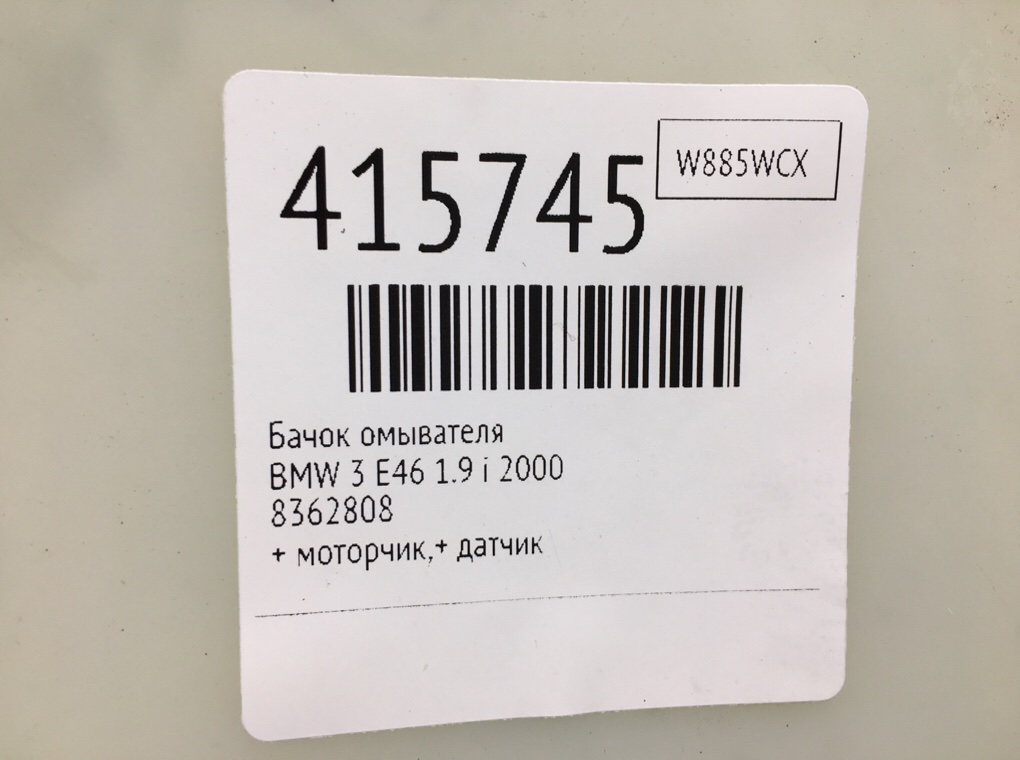 415745
W885WCX
Бачок омывателя
BMW 3 E46 1.9 i 2000
8362808
+ моторчик,+ датчик